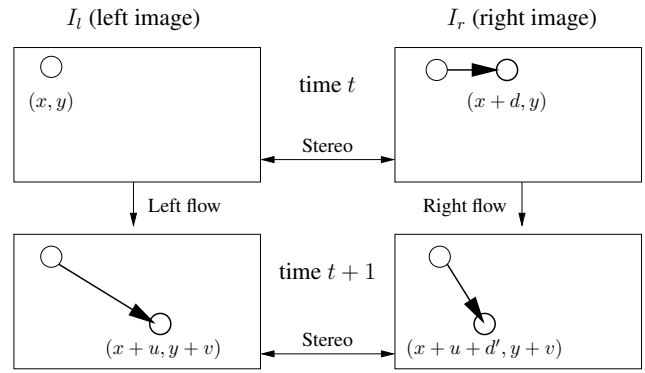 I_l (left image)
I_r (right image)
(x, y)
time t
(x + d, y)
Stereo
Left flow
Right flow
time t + 1
(x + u, y + v)
Stereo
(x + u + d′, y + v)